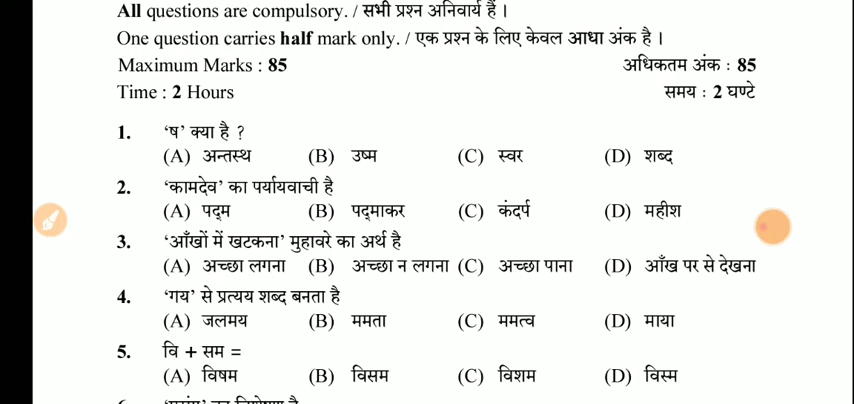 All questions are compulsory. / सभी प्रश्न अनिवार्य हैं ।
One question carries half mark only. / एक प्रश्न के लिए केवल आधा अंक है ।
Maximum Marks : 85 अधिकतम अंक : 85
Time : 2 Hours समय : 2 घण्टे
1. ‘ष’ क्या है ?
(A) अन्तस्थ (B) उष्म (C) स्वर (D) शब्द
2. ‘कामदेव’ का पर्यायवाची है
(A) पद्म (B) पद्माकर (C) कंदर्प (D) महीश
3. ‘आँखों में खटकना’ मुहावरे का अर्थ है
(A) अच्छा लगना (B) अच्छा न लगना (C) अच्छा पाना (D) आँख पर से देखना
4. ‘गय’ से प्रत्यय शब्द बनता है
(A) जलमय (B) ममता (C) ममत्व (D) माया
5. वि + सम =
(A) विषम (B) विसम (C) विशम (D) विस्म